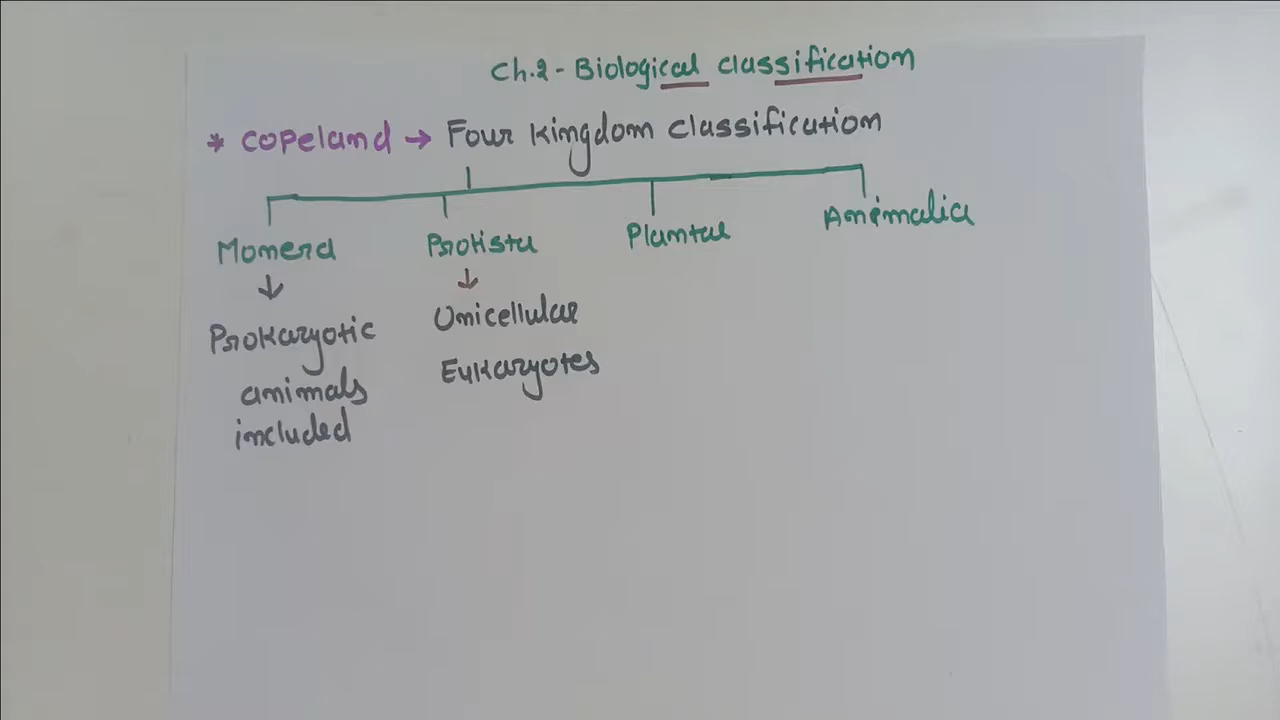 Ch.2 - Biological classification
* Copeland → Four kingdom classification
Monera Protista Plantae Animalia
↓ ↓
Prokaryotic Unicellular
animals Eukaryotes
included